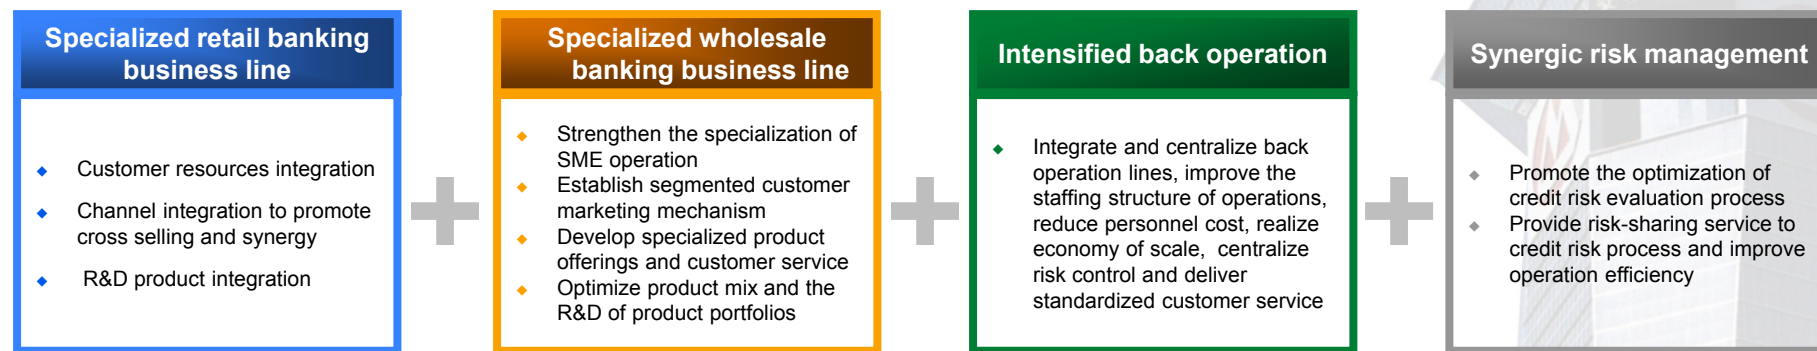 Specialized retail banking
business line
Customer resources integration
Channel integration to promote
cross selling and synergy
R&D product integration
Specialized wholesale
banking business line
Strengthen the specialization of
SME operation
Establish segmented customer
marketing mechanism
Develop specialized product
offerings and customer service
Optimize product mix and the
R&D of product portfolios
Intensified back operation
Integrate and centralize back
operation lines, improve the
staffing structure of operations,
reduce personnel cost, realize
economy of scale, centralize
risk control and deliver
standardized customer service
Synergic risk management
Promote the optimization of
credit risk evaluation process
Provide risk-sharing service to
credit risk process and improve
operation efficiency